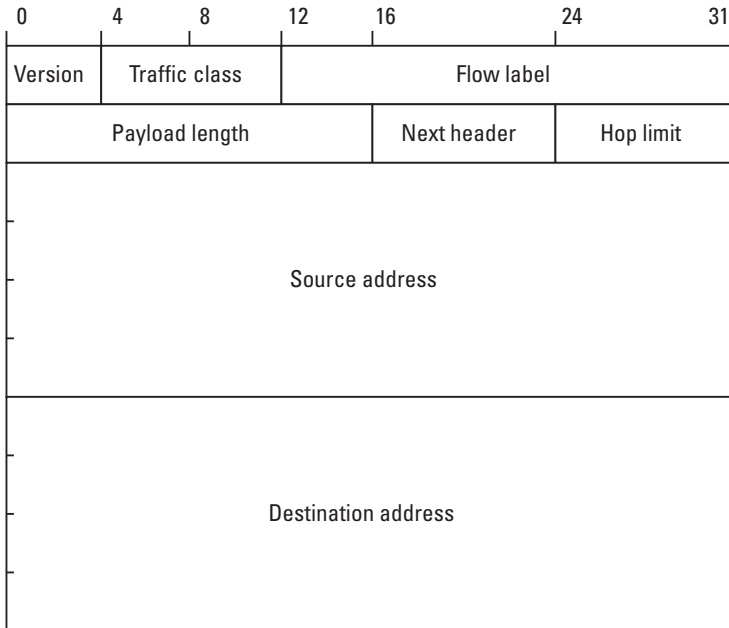 0 4 8 12 16 24 31
Version Traffic class Flow label
Payload length Next header Hop limit
Source address
Destination address